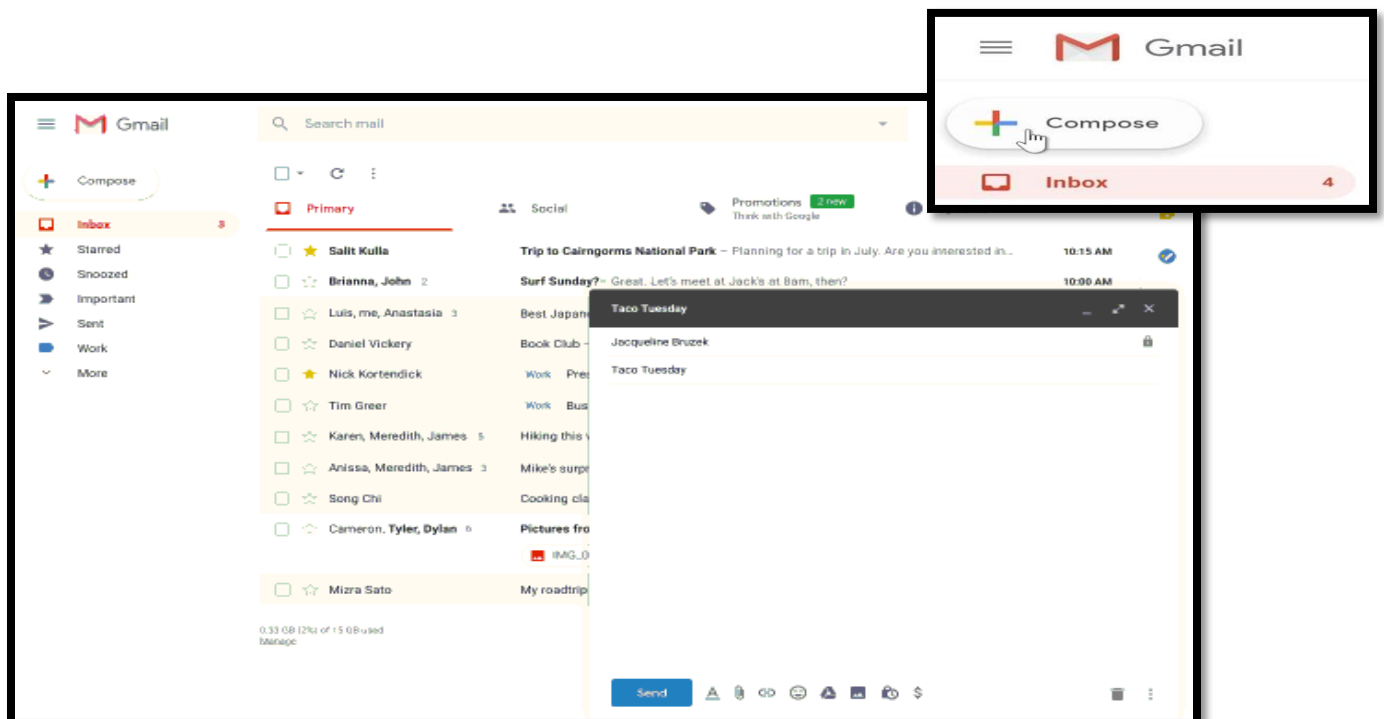 Gmail
Compose
Inbox 4
Gmail
Search mail
Compose
Inbox 3
Starred
Snoozed
Important
Sent
Work
More
Primary
Social
Promotions 2 new
Think with Google
Salit Kulla Trip to Cairngorms National Park – Planning for a trip in July. Are you interested in... 10:15 AM
Brianna, John 2 Surf Sunday? – Great. Let's meet at Jack's at 8am, then? 10:00 AM
Luis, me, Anastasia 3 Best Japan
Daniel Vickery Book Club –
Nick Kortendick Work Pres
Tim Greer Work Bus
Karen, Meredith, James 5 Hiking this
Anissa, Meredith, James 3 Mike's surpr
Song Chi Cooking cla
Cameron, Tyler, Dylan 6 Pictures fro
IMG_0
Mizra Sato My roadtrip
0.33 GB (2%) of 15 GB used
Manage
Taco Tuesday
Jacqueline Bruzek
Taco Tuesday
Send